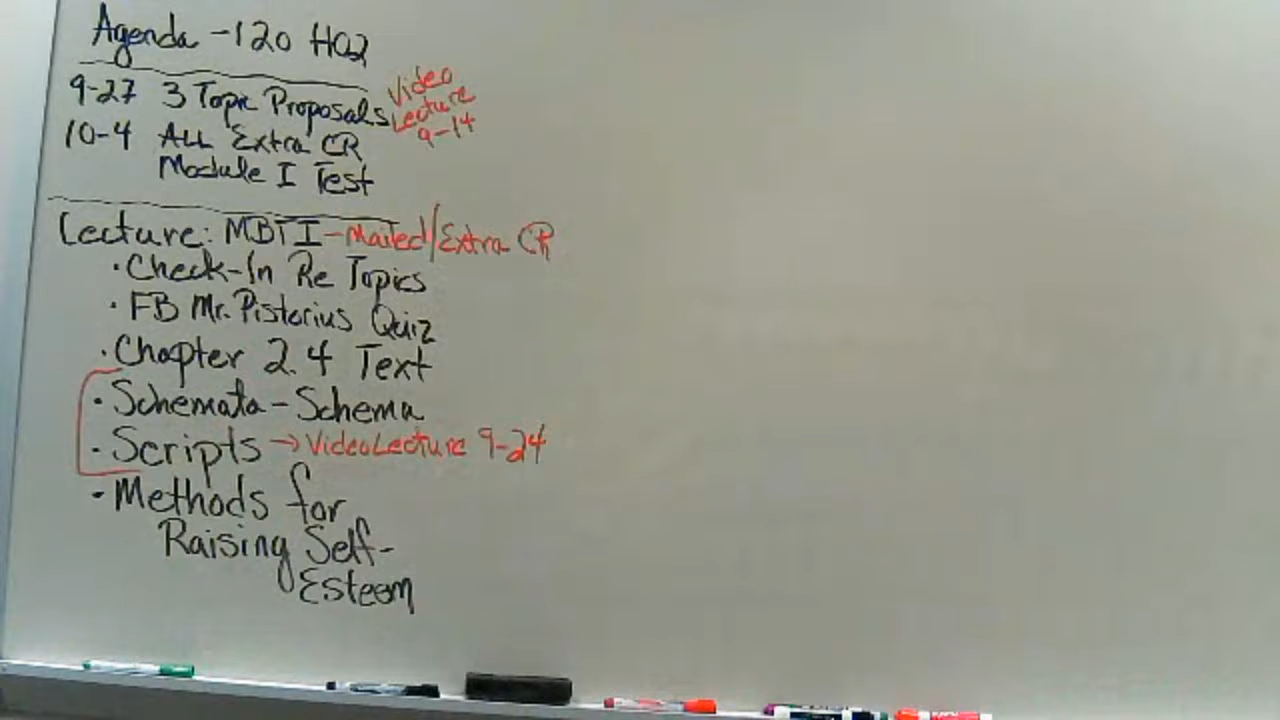 Agenda - 120 HQ2
9-27 3 Topic Proposals
Video
Lecture
9-14
10-4 ALL Extra CR
Module I Test
Lecture: MBTI - Mailed/Extra CR
• Check-In Re Topics
• FB Mr. Pistorius Quiz
• Chapter 2.4 Text
• Schemata - Schema
• Scripts → Video Lecture 9-24
• Methods for
Raising Self-
Esteem